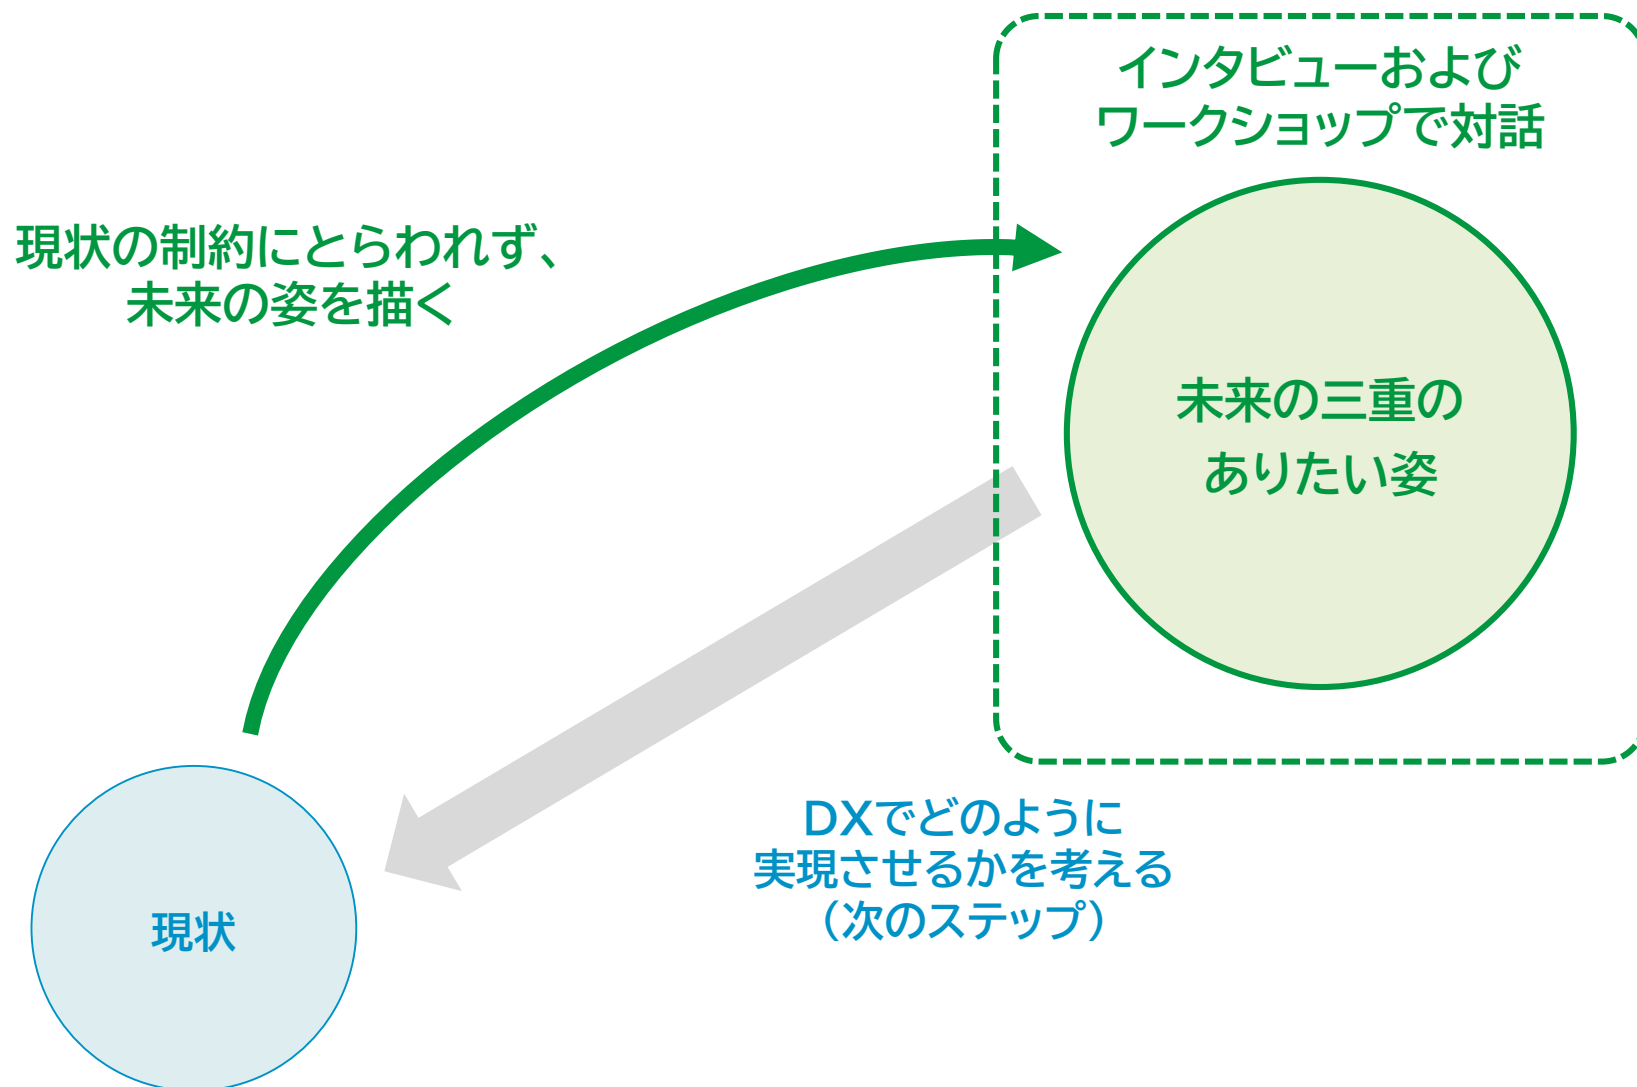 インタビューおよび
ワークショップで対話
現状の制約にとらわれず、
未来の姿を描く
未来の三重の
ありたい姿
DXでどのように
実現させるかを考える
（次のステップ）
現状